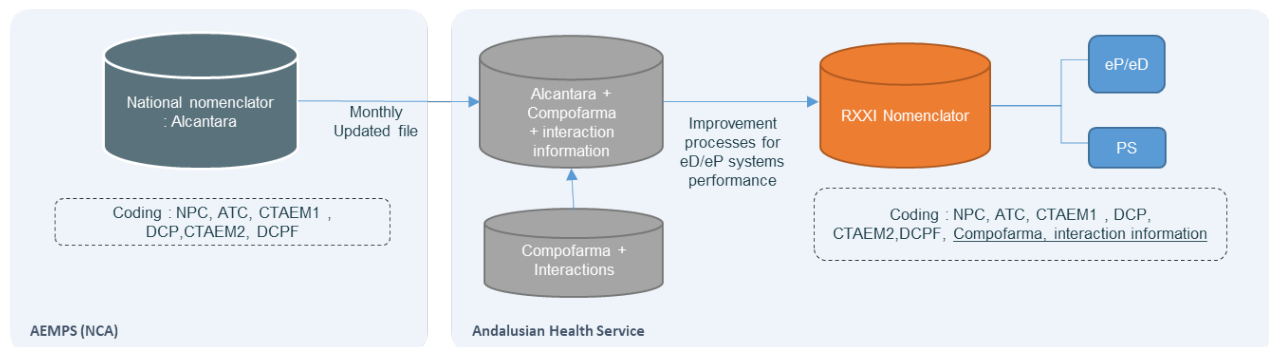 National nomenclator
: Alcantara
Monthly
Updated file
Coding : NPC, ATC, CTAEM1 ,
DCP,CTAEM2, DCPF
AEMPS (NCA)
Alcantara +
Compofarma
+ interaction
information
Compofarma +
Interactions
Improvement
processes for
eD/eP systems
performance
RXXI Nomenclator
eP/eD
PS
Coding : NPC, ATC, CTAEM1 , DCP,
CTAEM2,DCPF, Compofarma, interaction information
Andalusian Health Service